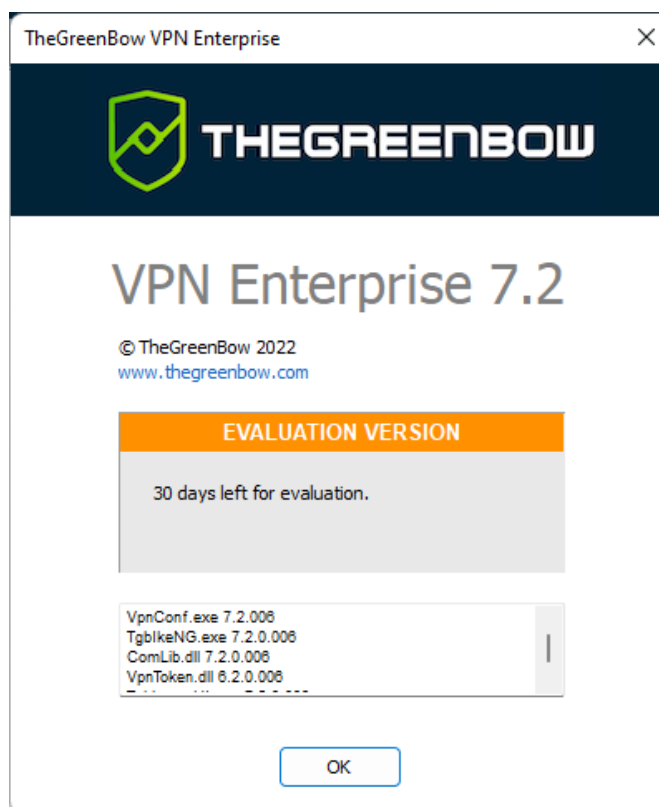 TheGreenBow VPN Enterprise
THEGREENBOW
VPN Enterprise 7.2
© TheGreenBow 2022
www.thegreenbow.com
EVALUATION VERSION
30 days left for evaluation.
VpnConf.exe 7.2.006
TgbIkeNG.exe 7.2.0.006
ComLib.dll 7.2.0.006
VpnToken.dll 6.2.0.006
OK